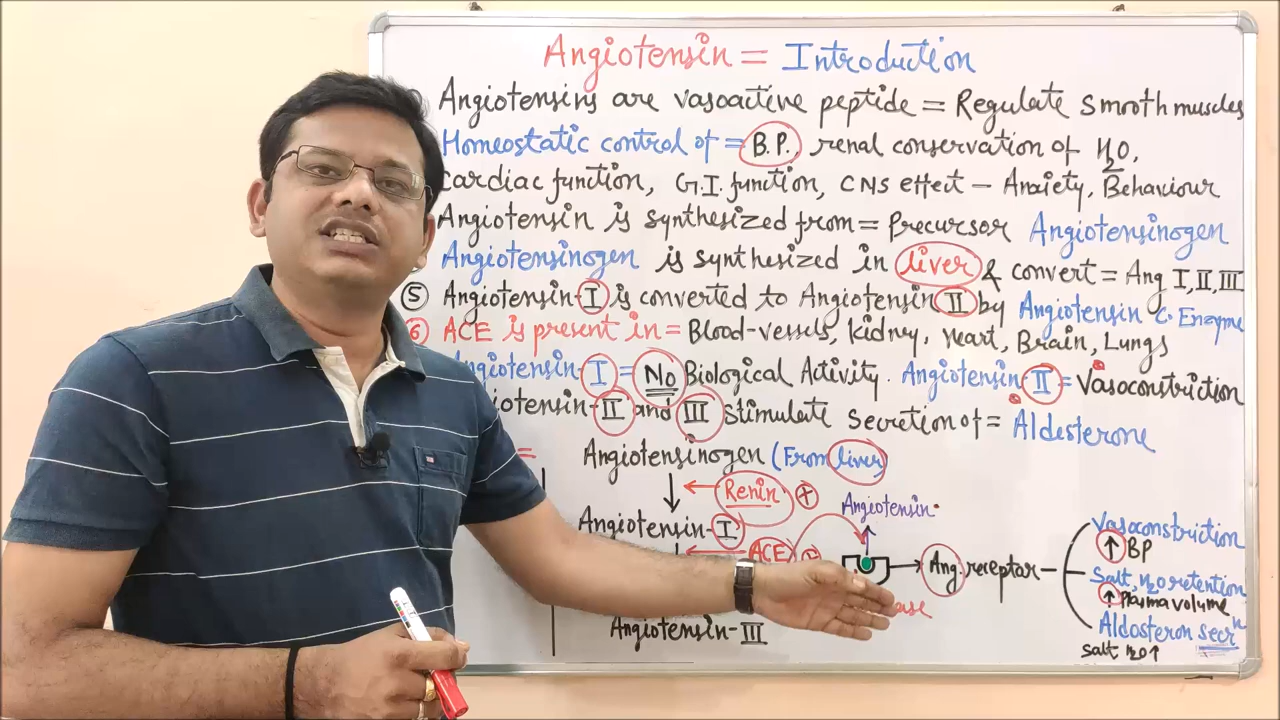 Angiotensin = Introduction
Angiotensins are vasoactive peptide = Regulate smooth muscles
Homeostatic control of = B.P. renal conservation of H2O,
cardiac function, G.I. function, CNS effect - Anxiety, Behaviour
Angiotensin is synthesized from = Precursor Angiotensinogen
Angiotensinogen is synthesized in liver & convert = Ang I, II, III
⑤ Angiotensin-I is converted to Angiotensin II by Angiotensin C. Enzyme
⑥ ACE is present in = Blood-vessels, Kidney, Heart, Brain, Lungs
Angiotensin-I = No Biological Activity. Angiotensin II = Vasoconstriction
iotensin-II and III stimulate secretion of = Aldesterone
= Angiotensinogen (From liver)
Renin +
Angiotensin-I
ACE
Angiotensin-III
Angiotensin
Ang. receptor
Vasoconstriction
↑ BP
Salt, H2O retention
↑ Plasma volume
Aldosteron secrn
Salt H2O ↑